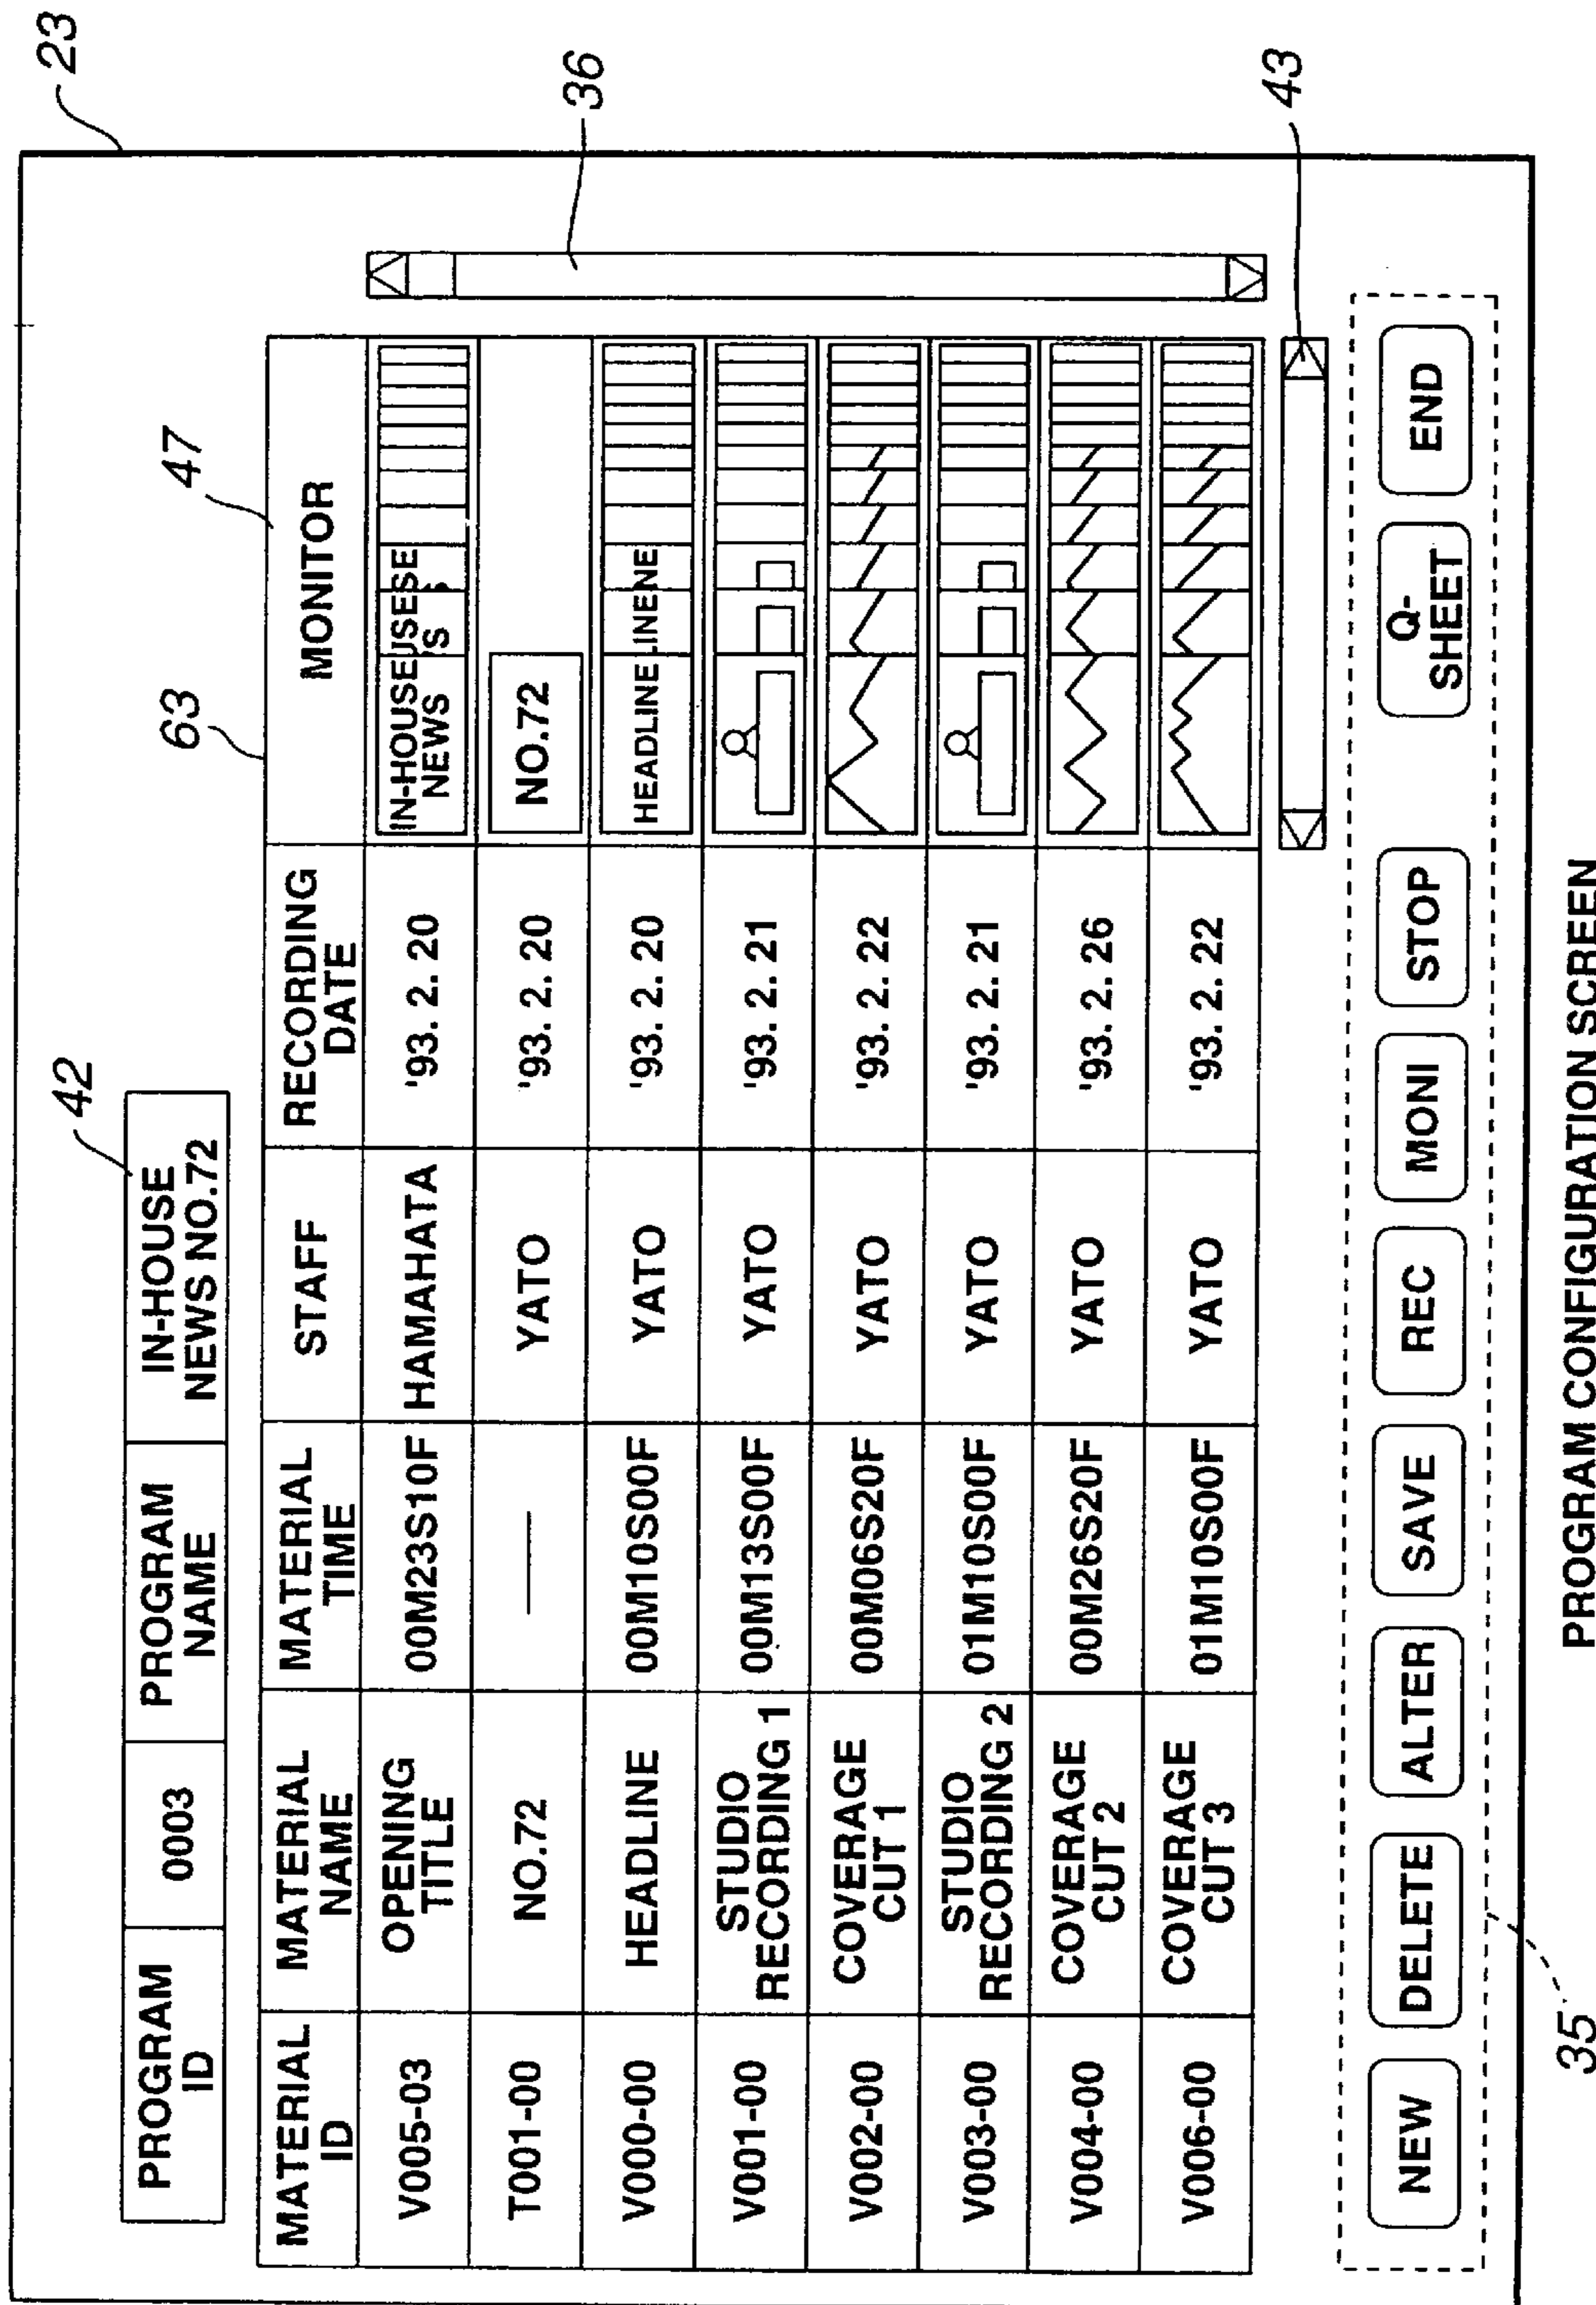 23
42
PROGRAM ID 0003 PROGRAM NAME IN-HOUSE NEWS NO.72
63
47
MATERIAL ID MATERIAL NAME MATERIAL TIME STAFF RECORDING DATE MONITOR
V005-03 OPENING TITLE 00M23S10F HAMAHATA '93. 2. 20 IN-HOUSE NEWS USE S SE
T001-00 NO.72 — YATO '93. 2. 20 NO.72
V000-00 HEADLINE 00M10S00F YATO '93. 2. 20 HEADLINE LINE NE
V001-00 STUDIO RECORDING 1 00M13S00F YATO '93. 2. 21
V002-00 COVERAGE CUT 1 00M06S20F YATO '93. 2. 22
V003-00 STUDIO RECORDING 2 01M10S00F YATO '93. 2. 21
V004-00 COVERAGE CUT 2 00M26S20F YATO '93. 2. 26
V006-00 COVERAGE CUT 3 01M10S00F YATO '93. 2. 22
36
43
NEW DELETE ALTER SAVE REC MONI STOP Q-SHEET END
35
PROGRAM CONFIGURATION SCREEN